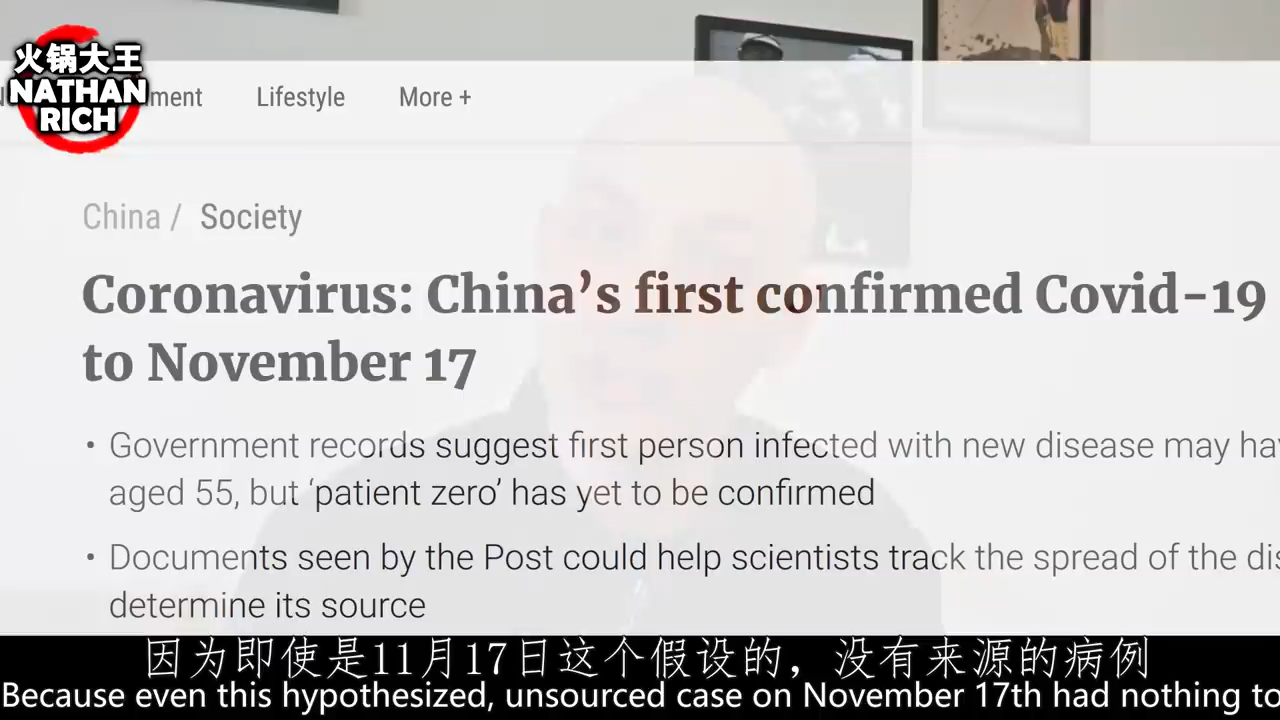 火锅大王
NATHAN
RICH
ment Lifestyle More +
China / Society
Coronavirus: China’s first confirmed Covid-19
to November 17
• Government records suggest first person infected with new disease may hav
aged 55, but ‘patient zero’ has yet to be confirmed
• Documents seen by the Post could help scientists track the spread of the dis
determine its source
因为即使是11月17日这个假设的，没有来源的病例
Because even this hypothesized, unsourced case on November 17th had nothing to